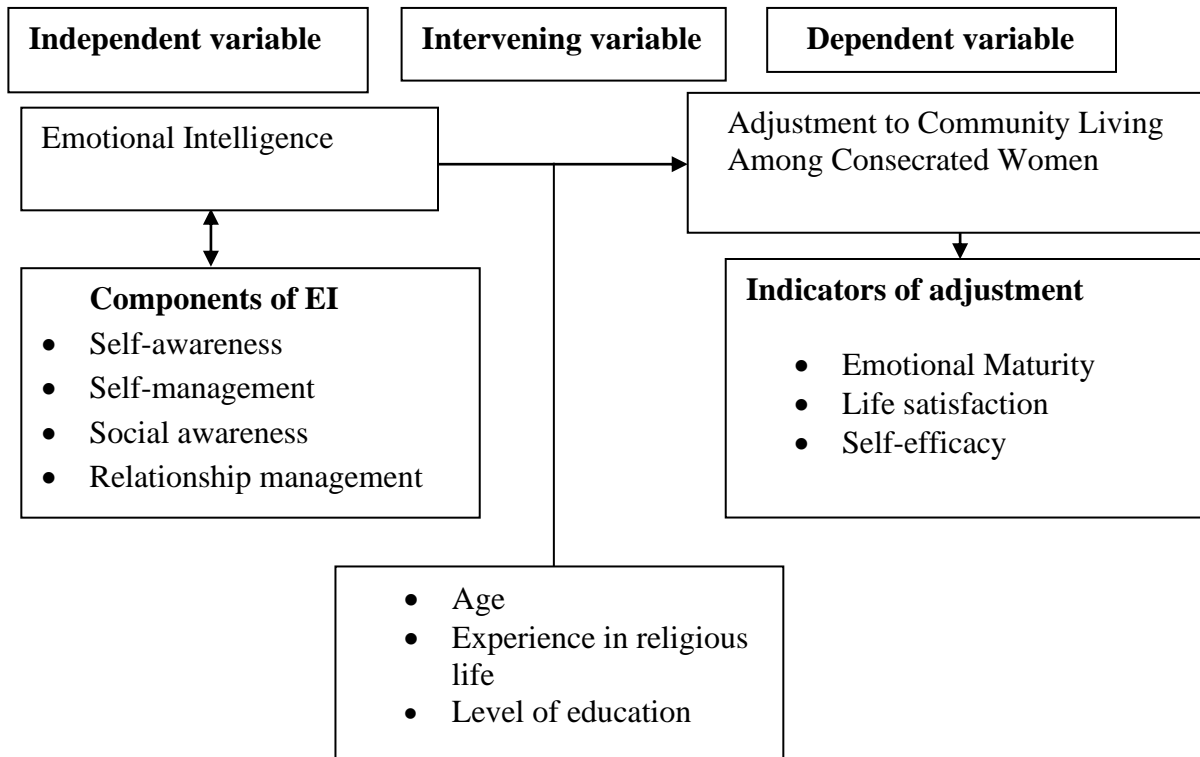 Independent variable
Intervening variable
Dependent variable
Emotional Intelligence
Adjustment to Community Living
Among Consecrated Women
Components of EI
• Self-awareness
• Self-management
• Social awareness
• Relationship management
Indicators of adjustment
• Emotional Maturity
• Life satisfaction
• Self-efficacy
• Age
• Experience in religious
life
• Level of education